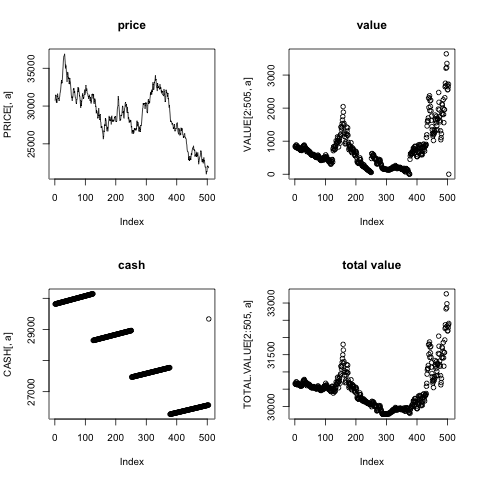 price
PRICE[, a]
25000 30000 35000
0 100 200 300 400 500
Index
value
VALUE[2:505, a]
0 1000 2000 3000
0 100 200 300 400 500
Index
cash
CASH[, a]
27000 29000
0 100 200 300 400 500
Index
total value
TOTAL.VALUE[2:505, a]
30000 31500 33000
0 100 200 300 400 500
Index